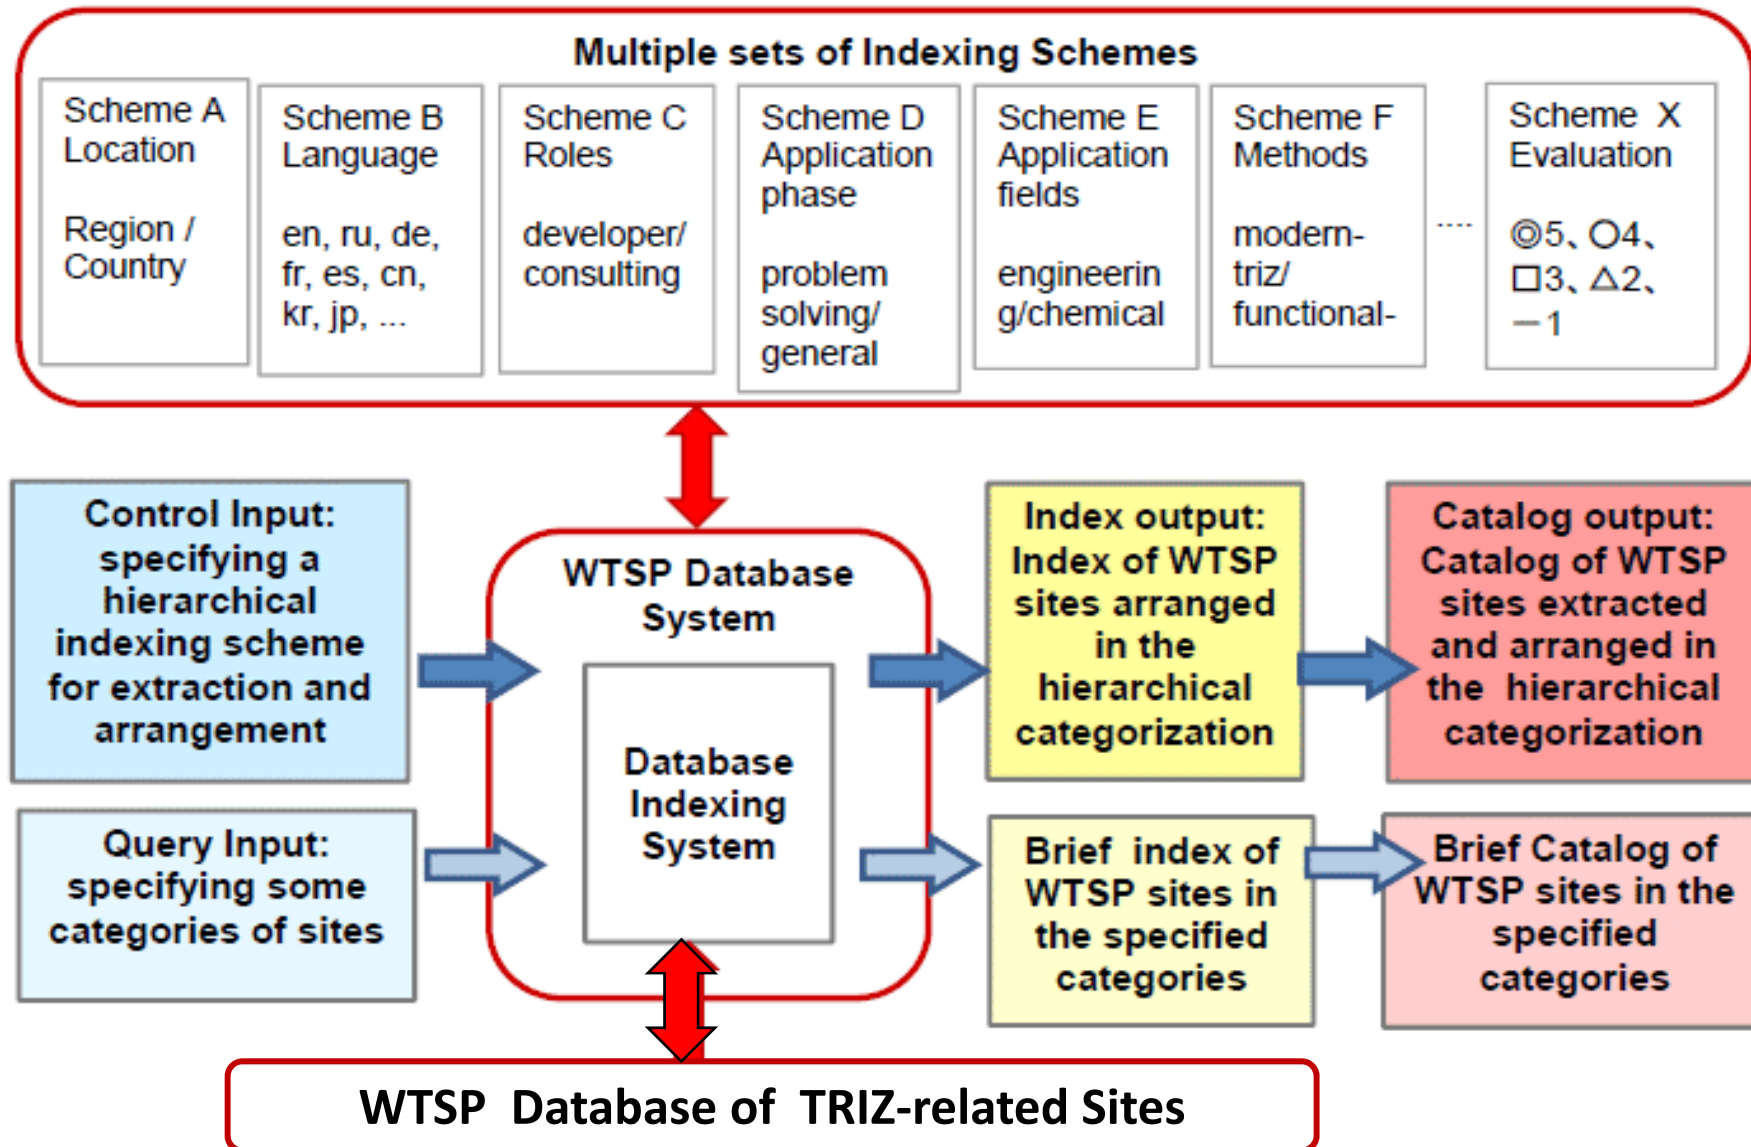 Multiple sets of Indexing Schemes
Scheme A
Location
Region /
Country
Scheme B
Language
en, ru, de,
fr, es, cn,
kr, jp, ...
Scheme C
Roles
developer/
consulting
Scheme D
Application
phase
problem
solving/
general
Scheme E
Application
fields
engineerin
g/chemical
Scheme F
Methods
modern-
triz/
functional-
....
Scheme X
Evaluation
◎5、○4、
□3、△2、
－1
Control Input:
specifying a
hierarchical
indexing scheme
for extraction and
arrangement
WTSP Database
System
Database
Indexing
System
Index output:
Index of WTSP
sites arranged
in the
hierarchical
categorization
Catalog output:
Catalog of WTSP
sites extracted
and arranged in
the hierarchical
categorization
Query Input:
specifying some
categories of sites
Brief index of
WTSP sites in
the specified
categories
Brief Catalog of
WTSP sites in the
specified
categories
WTSP Database of TRIZ-related Sites